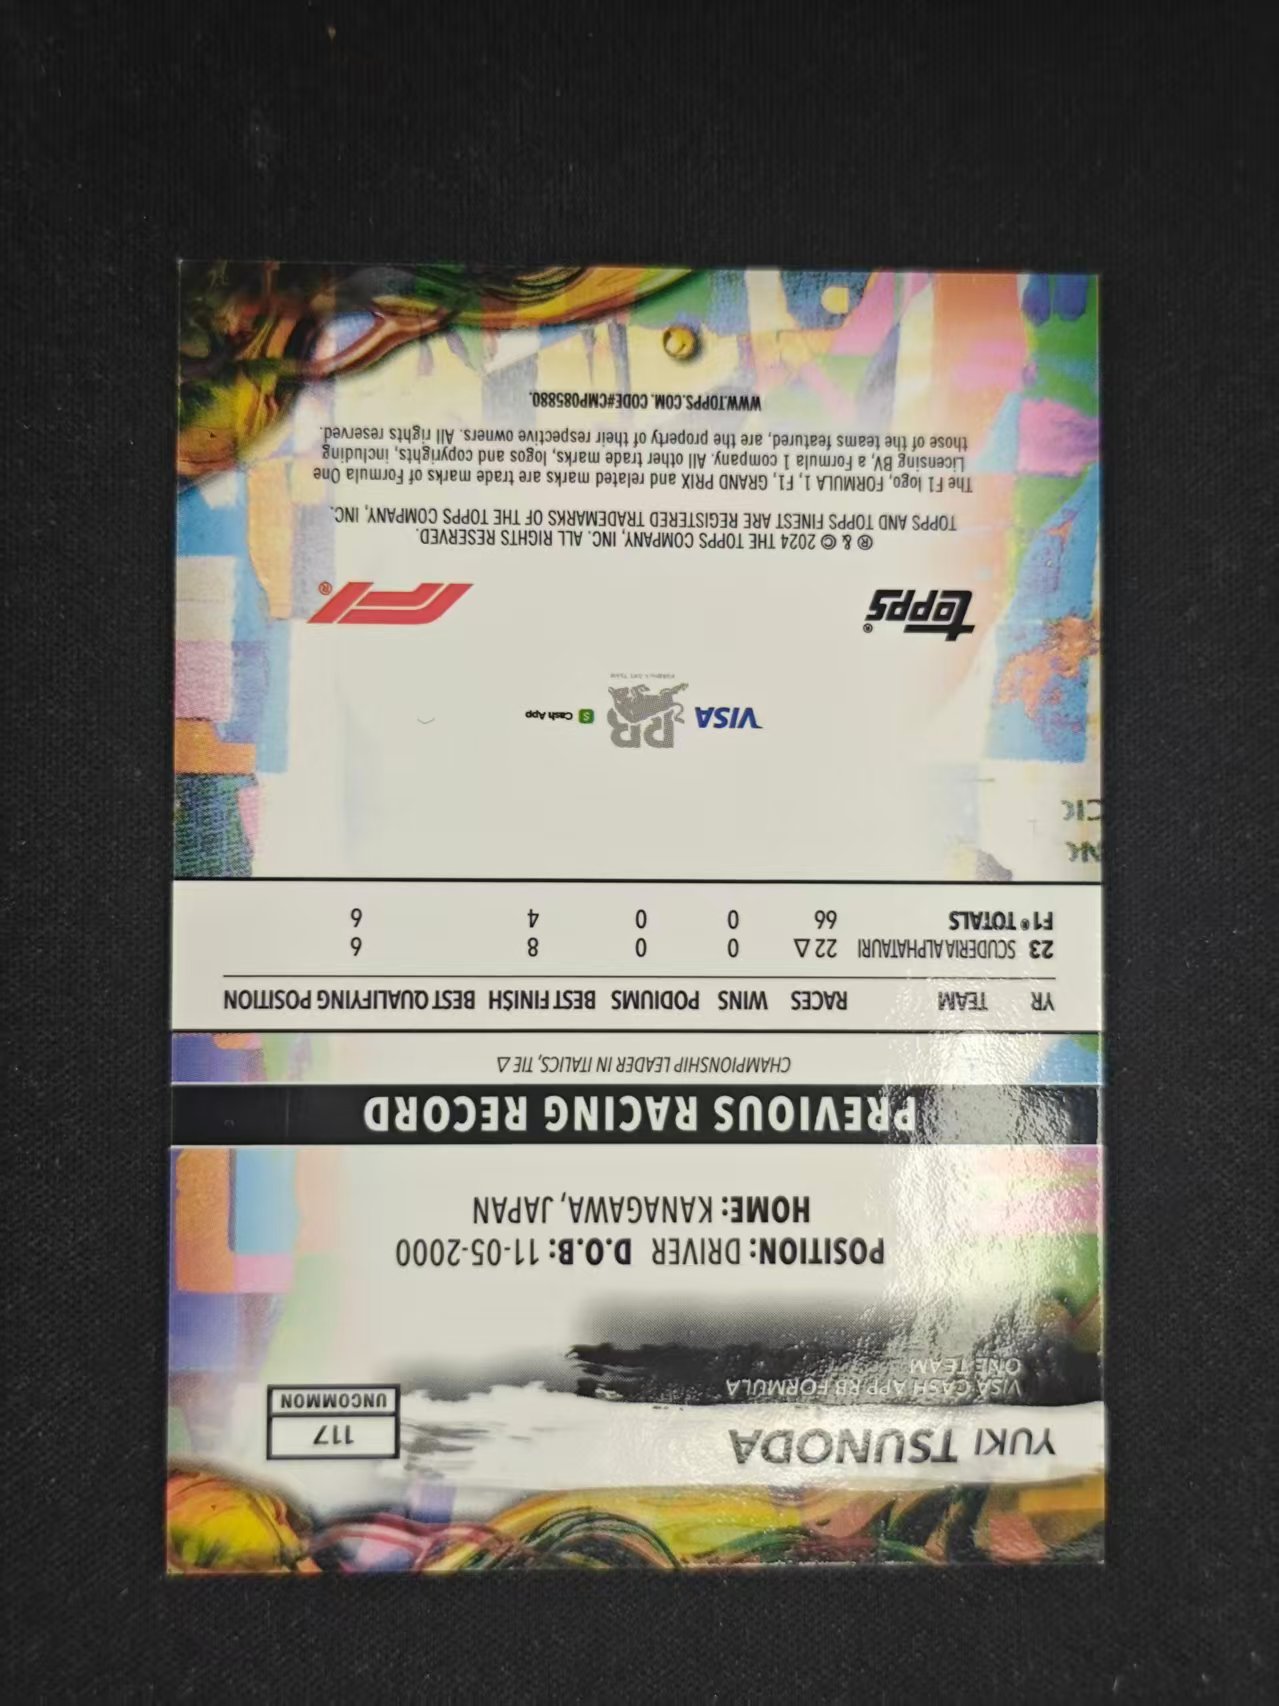 YUKI TSUNODA
117
UNCOMMON
VISA CASH APP RB FORMULA
ONE TEAM
POSITION: DRIVER D.O.B: 11-05-2000
HOME: KANAGAWA, JAPAN
PREVIOUS RACING RECORD
CHAMPIONSHIP LEADER IN ITALICS, TIE Δ
YR TEAM RACES WINS PODIUMS BEST FINISH BEST QUALIFYING POSITION
23 SCUDERIA ALPHATAURI 22 Δ 0 0 8 6
F1® TOTALS 66 0 0 4 6
VISA RB Cash App
topps® F1®
® & © 2024 THE TOPPS COMPANY, INC. ALL RIGHTS RESERVED.
TOPPS AND TOPPS FINEST ARE REGISTERED TRADEMARKS OF THE TOPPS COMPANY, INC.
The F1 logo, FORMULA 1, F1, GRAND PRIX and related marks are trade marks of Formula One
Licensing BV, a Formula 1 company. All other trade marks, logos and copyrights, including
those of the teams featured, are the property of their respective owners. All rights reserved.
WWW.TOPPS.COM. CODE#CMP085880.